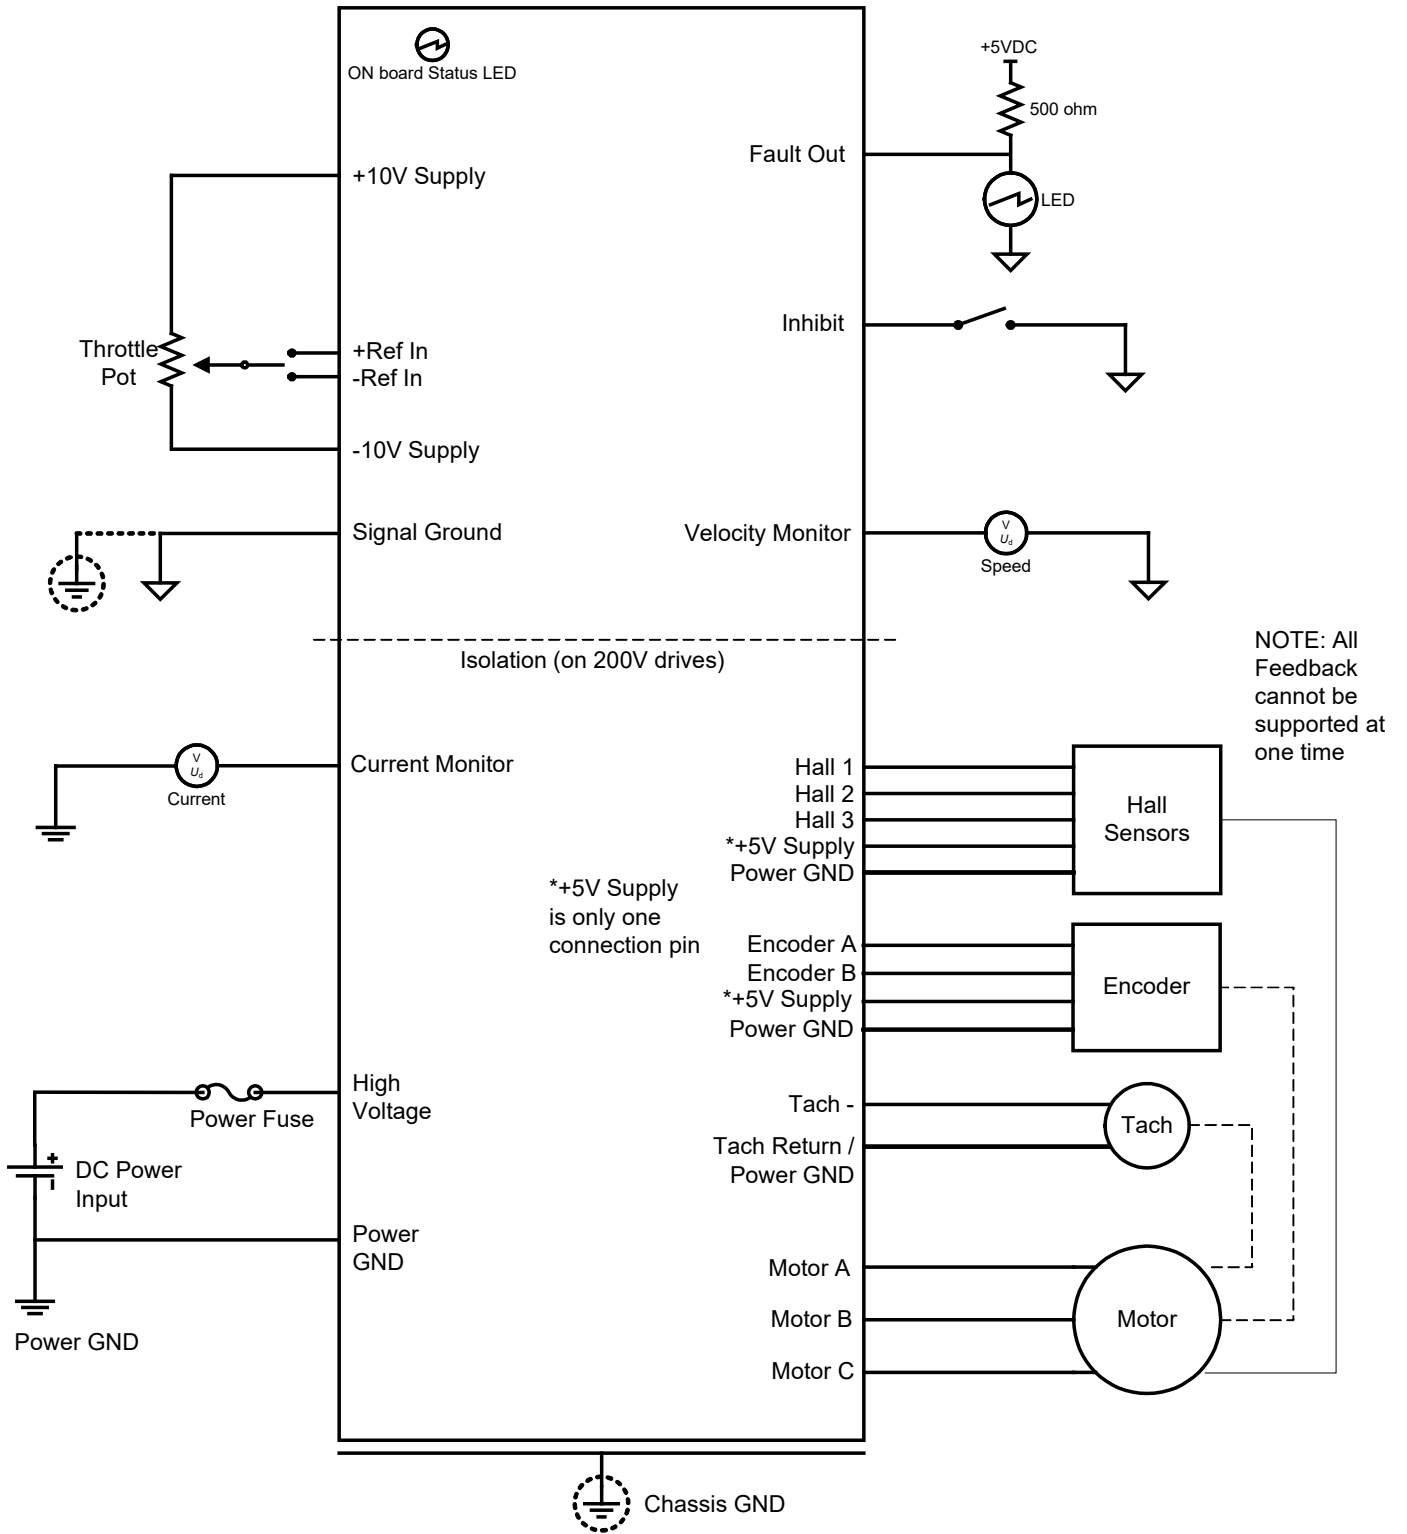 ON board Status LED
+5VDC
500 ohm
Fault Out
LED
+10V Supply
Inhibit
Throttle
Pot
+Ref In
-Ref In
-10V Supply
Signal Ground
Velocity Monitor
V
Ud
Speed
Isolation (on 200V drives)
NOTE: All
Feedback
cannot be
supported at
one time
Current Monitor
V
Ud
Current
Hall 1
Hall 2
Hall 3
*+5V Supply
Power GND
Hall
Sensors
*+5V Supply
is only one
connection pin
Encoder A
Encoder B
*+5V Supply
Power GND
Encoder
High
Voltage
Power Fuse
Tach -
Tach Return /
Power GND
Tach
+
DC Power
Input
Power
GND
Power GND
Motor A
Motor B
Motor C
Motor
Chassis GND